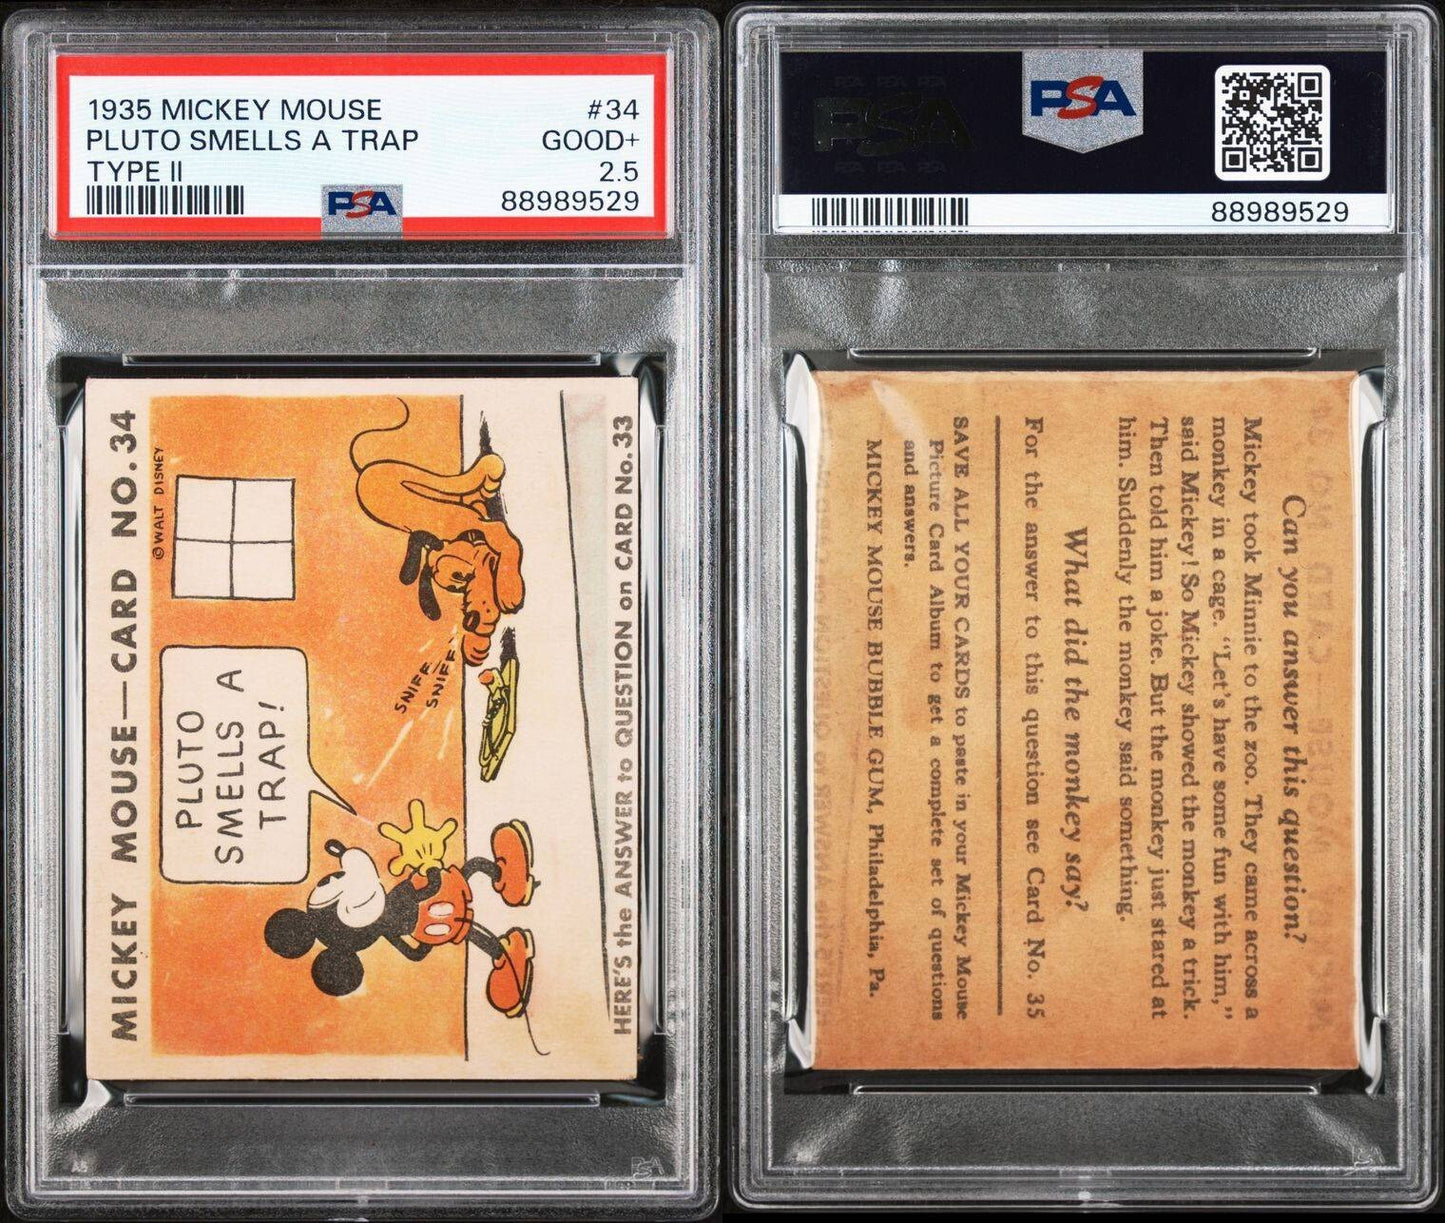 1935 MICKEY MOUSE #34
PLUTO SMELLS A TRAP GOOD+
TYPE II 2.5
PSA 88989529
MICKEY MOUSE—CARD NO. 34
© WALT DISNEY
PLUTO
SMELLS A
TRAP!
SNIFF
SNIFF
HERE'S the ANSWER to QUESTION on CARD No. 33
PSA
PSA
88989529
Can you answer this question?
Mickey took Minnie to the zoo. They came across a
monkey in a cage. "Let's have some fun with him,"
said Mickey! So Mickey showed the monkey a trick.
Then told him a joke. But the monkey just stared at
him. Suddenly the monkey said something.
What did the monkey say?
For the answer to this question see Card No. 35
SAVE ALL YOUR CARDS to paste in your Mickey Mouse
Picture Card Album to get a complete set of questions
and answers.
MICKEY MOUSE BUBBLE GUM, Philadelphia, Pa.